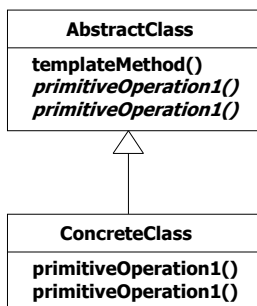 AbstractClass
templateMethod()
primitiveOperation1()
primitiveOperation1()
ConcreteClass
primitiveOperation1()
primitiveOperation1()